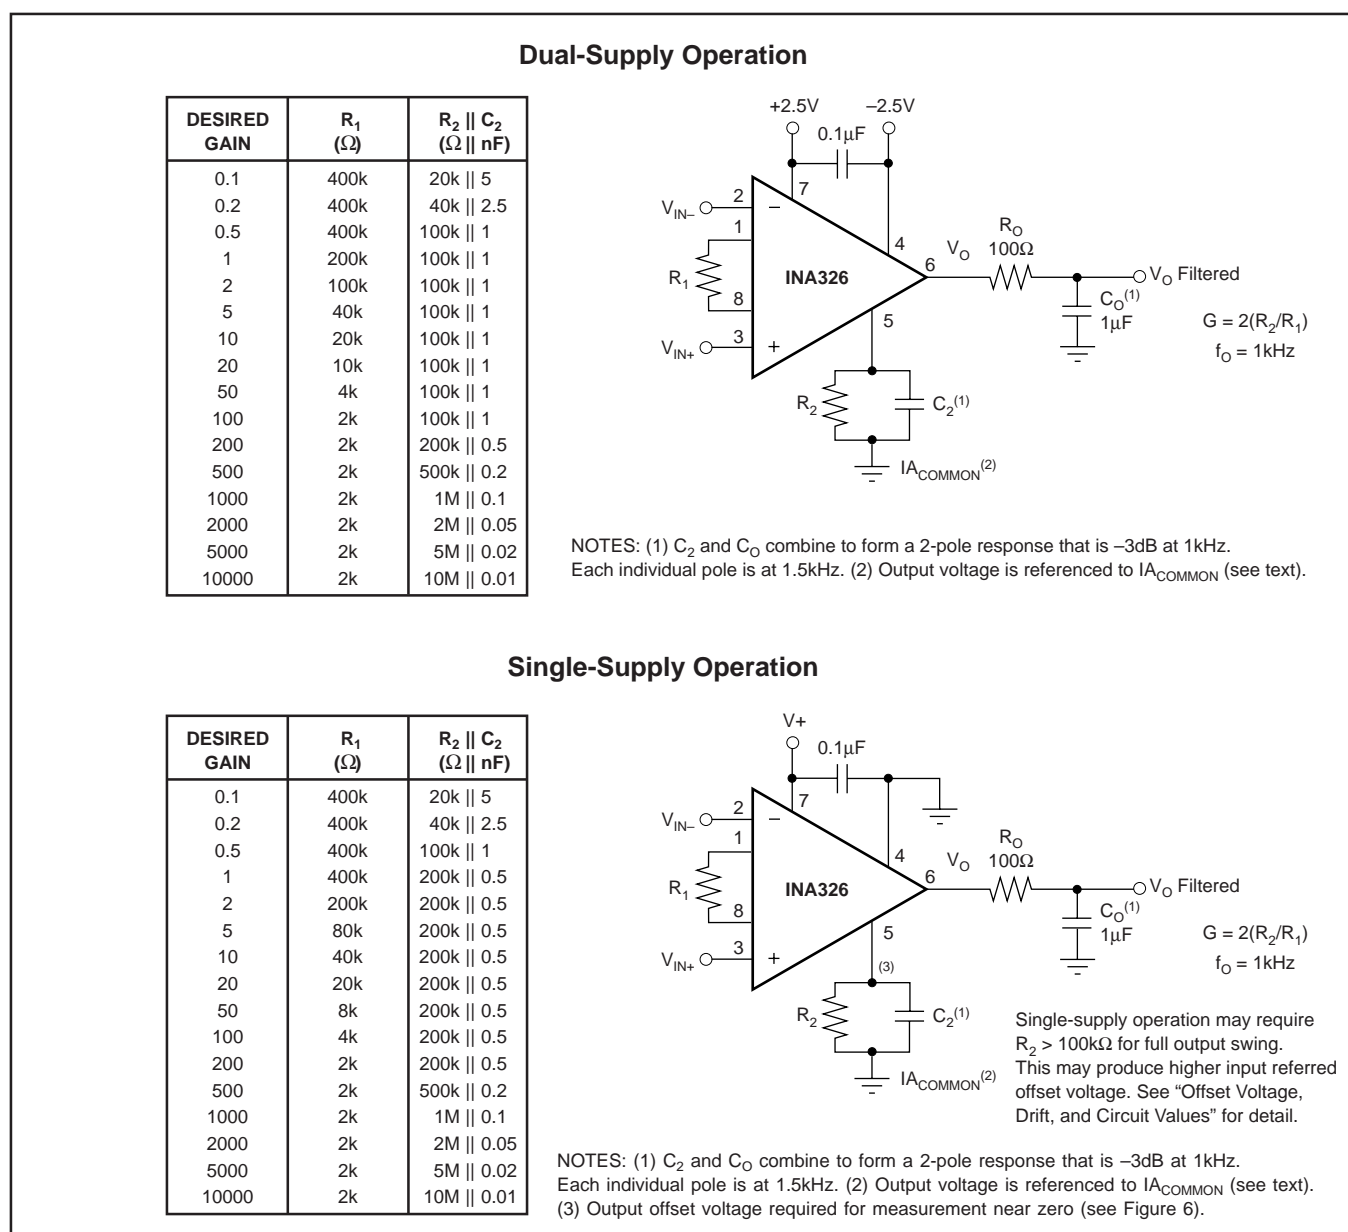 Dual-Supply Operation
DESIRED GAIN R1 (Ω) R2 || C2 (Ω || nF)
0.1 400k 20k || 5
0.2 400k 40k || 2.5
0.5 400k 100k || 1
1 200k 100k || 1
2 100k 100k || 1
5 40k 100k || 1
10 20k 100k || 1
20 10k 100k || 1
50 4k 100k || 1
100 2k 100k || 1
200 2k 200k || 0.5
500 2k 500k || 0.2
1000 2k 1M || 0.1
2000 2k 2M || 0.05
5000 2k 5M || 0.02
10000 2k 10M || 0.01
+2.5V –2.5V
0.1µF
7
VIN– 2 –
1
4
R1
INA326
6
VO
RO
100Ω
VO Filtered
8
5
CO(1)
1µF
VIN+ 3 +
G = 2(R2/R1)
fO = 1kHz
R2
C2(1)
IACOMMON(2)
NOTES: (1) C2 and CO combine to form a 2-pole response that is –3dB at 1kHz.
Each individual pole is at 1.5kHz. (2) Output voltage is referenced to IACOMMON (see text).
Single-Supply Operation
DESIRED GAIN R1 (Ω) R2 || C2 (Ω || nF)
0.1 400k 20k || 5
0.2 400k 40k || 2.5
0.5 400k 100k || 1
1 400k 200k || 0.5
2 200k 200k || 0.5
5 80k 200k || 0.5
10 40k 200k || 0.5
20 20k 200k || 0.5
50 8k 200k || 0.5
100 4k 200k || 0.5
200 2k 200k || 0.5
500 2k 500k || 0.2
1000 2k 1M || 0.1
2000 2k 2M || 0.05
5000 2k 5M || 0.02
10000 2k 10M || 0.01
V+
0.1µF
7
VIN– 2 –
1
4
R1
INA326
6
VO
RO
100Ω
VO Filtered
8
5
CO(1)
1µF
VIN+ 3 +
(3)
G = 2(R2/R1)
fO = 1kHz
R2
C2(1)
IACOMMON(2)
Single-supply operation may require
R2 > 100kΩ for full output swing.
This may produce higher input referred
offset voltage. See “Offset Voltage,
Drift, and Circuit Values” for detail.
NOTES: (1) C2 and CO combine to form a 2-pole response that is –3dB at 1kHz.
Each individual pole is at 1.5kHz. (2) Output voltage is referenced to IACOMMON (see text).
(3) Output offset voltage required for measurement near zero (see Figure 6).